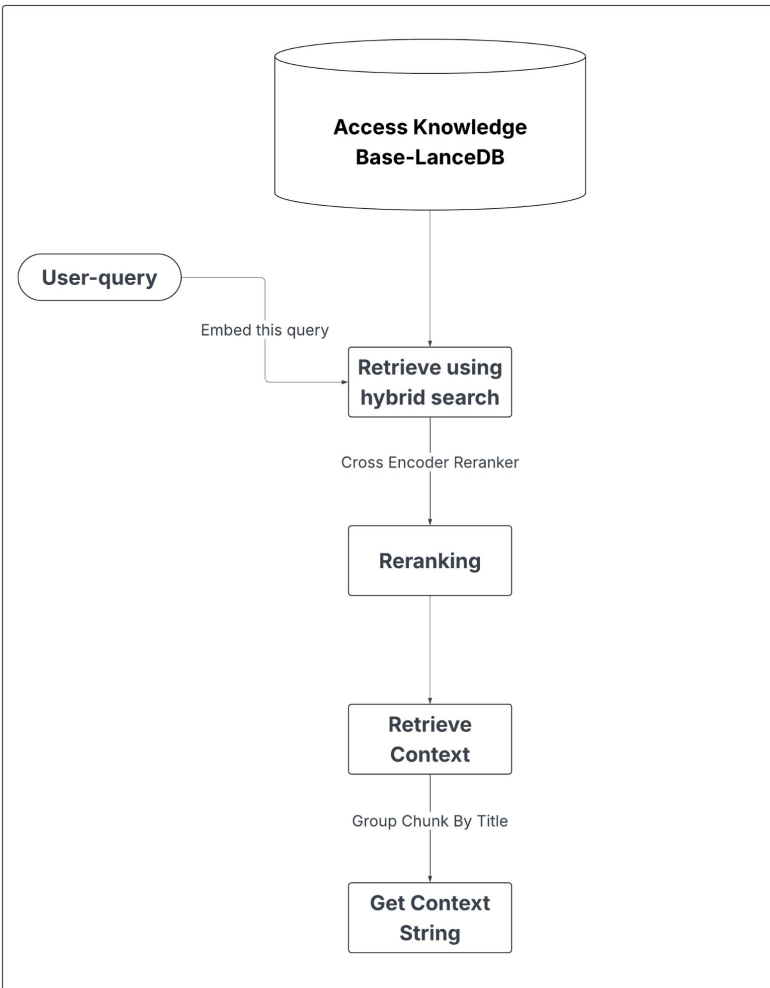 Access Knowledge
Base-LanceDB
User-query
Embed this query
Retrieve using
hybrid search
Cross Encoder Reranker
Reranking
Retrieve
Context
Group Chunk By Title
Get Context
String